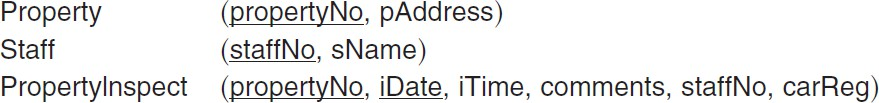 Property (propertyNo, pAddress)
Staff (staffNo, sName)
PropertyInspect (propertyNo, iDate, iTime, comments, staffNo, carReg)